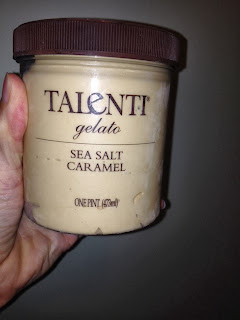 TALENTI
gelato
SEA SALT
CARAMEL
ONE PINT (473ml)